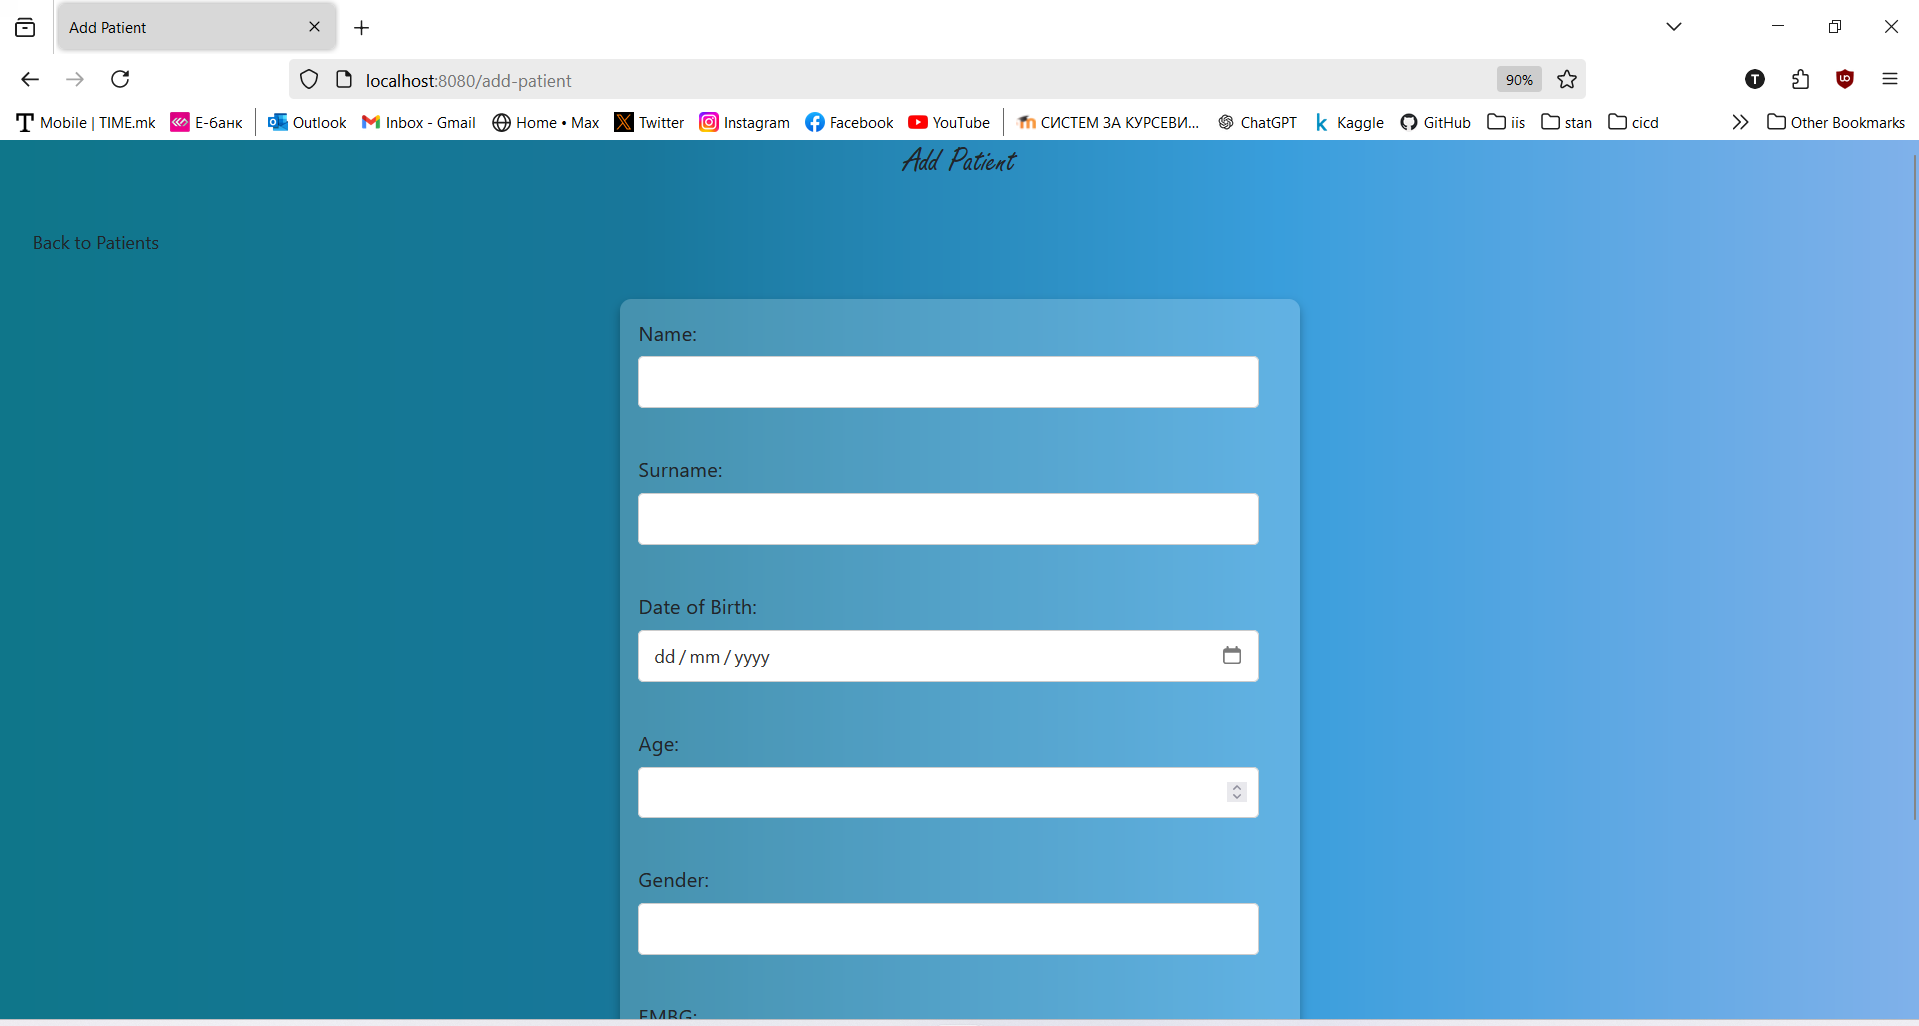 Add Patient
localhost:8080/add-patient
90%
T
Mobile | TIME.mk
Е-банк
Outlook
Inbox - Gmail
Home • Max
Twitter
Instagram
Facebook
YouTube
СИСТЕМ ЗА КУРСЕВИ...
ChatGPT
Kaggle
GitHub
iis
stan
cicd
Other Bookmarks
Add Patient
Back to Patients
Name:
Surname:
Date of Birth:
dd / mm / yyyy
Age:
Gender:
EMBG: